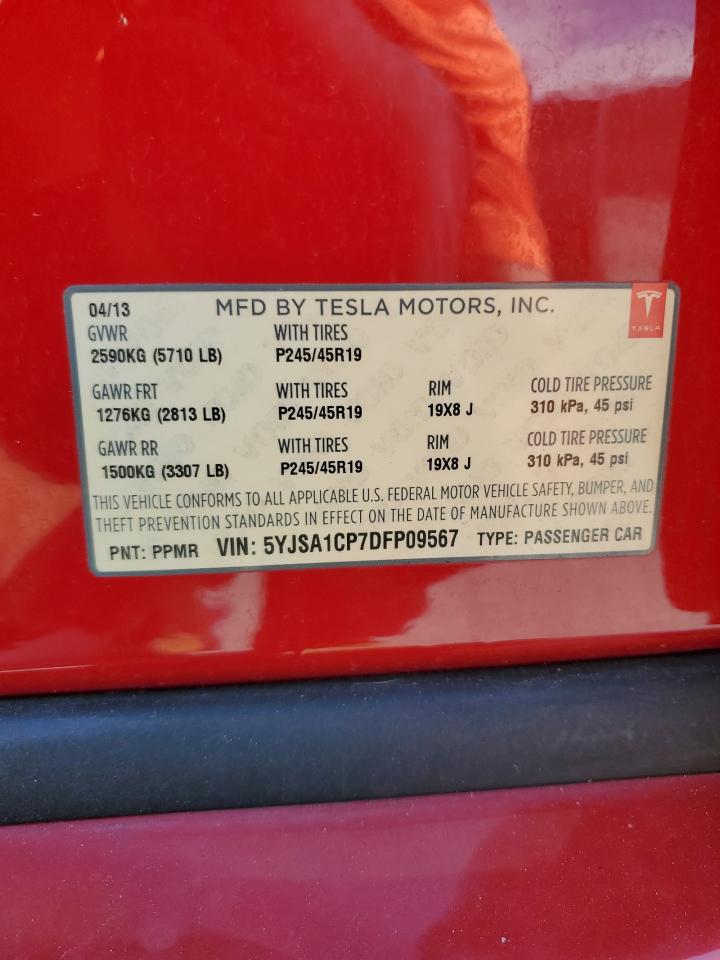 04/13 MFD BY TESLA MOTORS, INC.
TESLA
GVWR WITH TIRES
2590KG (5710 LB) P245/45R19
GAWR FRT WITH TIRES RIM COLD TIRE PRESSURE
1276KG (2813 LB) P245/45R19 19X8 J 310 kPa, 45 psi
GAWR RR WITH TIRES RIM COLD TIRE PRESSURE
1500KG (3307 LB) P245/45R19 19X8 J 310 kPa, 45 psi
THIS VEHICLE CONFORMS TO ALL APPLICABLE U.S. FEDERAL MOTOR VEHICLE SAFETY, BUMPER, AND
THEFT PREVENTION STANDARDS IN EFFECT ON THE DATE OF MANUFACTURE SHOWN ABOVE.
PNT: PPMR VIN: 5YJSA1CP7DFP09567 TYPE: PASSENGER CAR